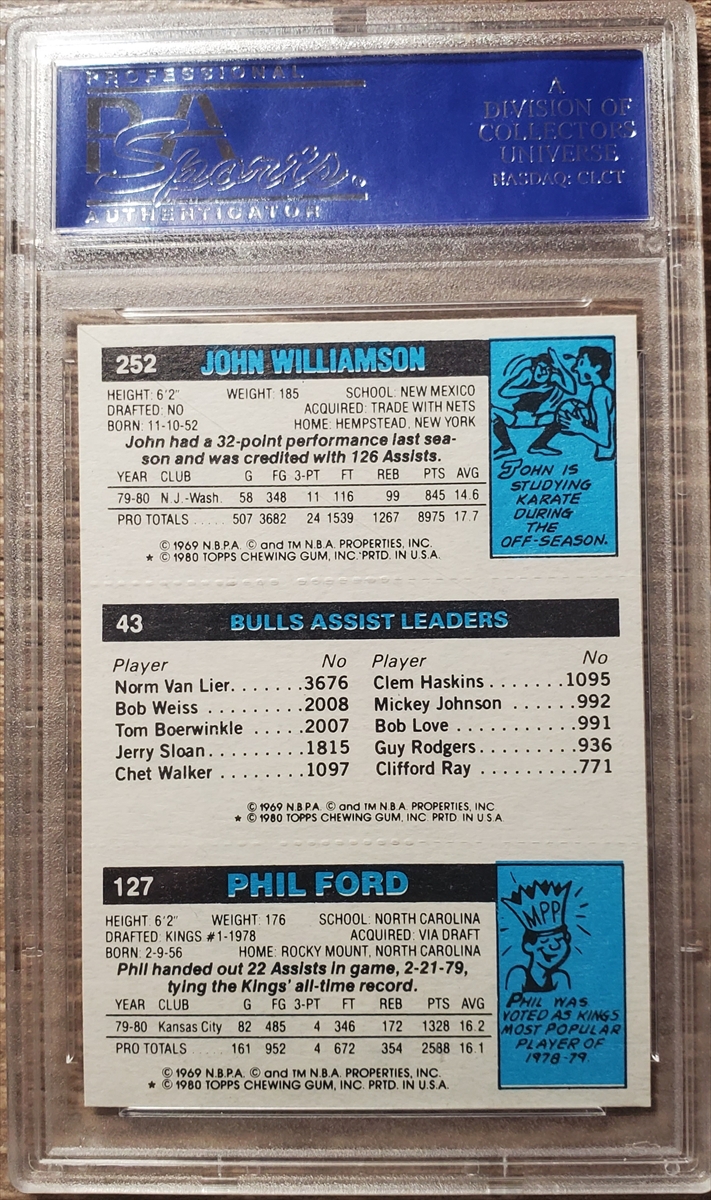 PROFESSIONAL
PSA
Sports.
AUTHENTICATOR
A
DIVISION OF
COLLECTORS
UNIVERSE
NASDAQ: CLCT
252 JOHN WILLIAMSON
HEIGHT: 6'2" WEIGHT: 185 SCHOOL: NEW MEXICO
DRAFTED: NO ACQUIRED: TRADE WITH NETS
BORN: 11-10-52 HOME: HEMPSTEAD, NEW YORK
John had a 32-point performance last sea-
son and was credited with 126 Assists.
YEAR CLUB G FG 3-PT FT REB PTS AVG
79-80 N.J.-Wash. 58 348 11 116 99 845 14.6
PRO TOTALS ..... 507 3682 24 1539 1267 8975 17.7
© 1969 N.B.P.A. © and TM N.B.A. PROPERTIES, INC.
★ © 1980 TOPPS CHEWING GUM, INC. PRTD. IN U.S.A.
JOHN IS
STUDYING
KARATE
DURING
THE
OFF-SEASON.
43 BULLS ASSIST LEADERS
Player No Player No
Norm Van Lier.......3676 Clem Haskins.......1095
Bob Weiss ........2008 Mickey Johnson ......992
Tom Boerwinkle .....2007 Bob Love ..........991
Jerry Sloan.........1815 Guy Rodgers.........936
Chet Walker ........1097 Clifford Ray .........771
© 1969 N.B.P.A. © and TM N.B.A. PROPERTIES, INC
★ © 1980 TOPPS CHEWING GUM, INC. PRTD. IN U.S.A
127 PHIL FORD
HEIGHT: 6'2" WEIGHT: 176 SCHOOL: NORTH CAROLINA
DRAFTED: KINGS #1-1978 ACQUIRED: VIA DRAFT
BORN: 2-9-56 HOME: ROCKY MOUNT, NORTH CAROLINA
Phil handed out 22 Assists in game, 2-21-79,
tying the Kings' all-time record.
YEAR CLUB G FG 3-PT FT REB PTS AVG
79-80 Kansas City 82 485 4 346 172 1328 16.2
PRO TOTALS ..... 161 952 4 672 354 2588 16.1
© 1969 N.B.P.A. © and TM N.B.A. PROPERTIES, INC.
★ © 1980 TOPPS CHEWING GUM, INC. PRTD. IN U.S.A.
MPP
PHIL WAS
VOTED AS KINGS
MOST POPULAR
PLAYER OF
1978-79.